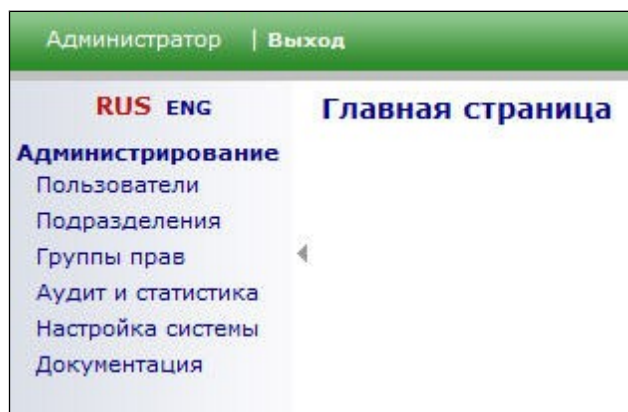 Администратор | Выход
RUS ENG
Главная страница
Администрирование
Пользователи
Подразделения
Группы прав
Аудит и статистика
Настройка системы
Документация